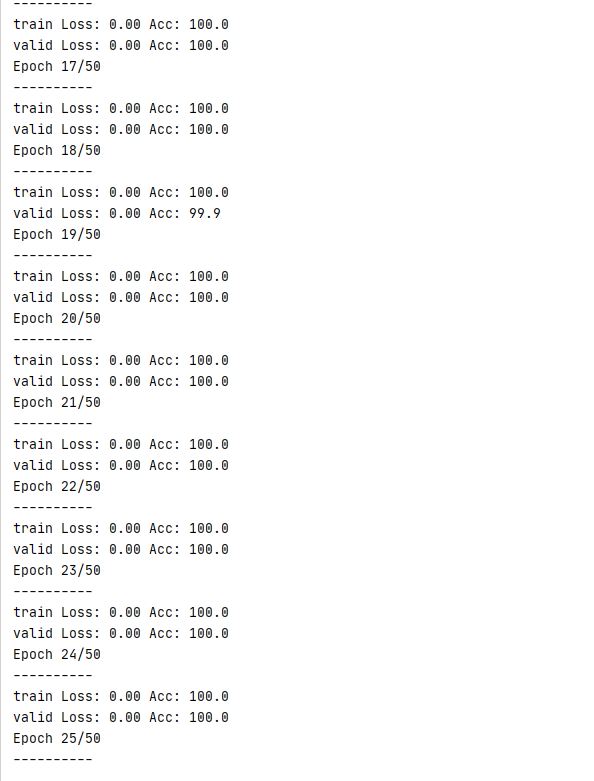 ----------
train Loss: 0.00 Acc: 100.0
valid Loss: 0.00 Acc: 100.0
Epoch 17/50
----------
train Loss: 0.00 Acc: 100.0
valid Loss: 0.00 Acc: 100.0
Epoch 18/50
----------
train Loss: 0.00 Acc: 100.0
valid Loss: 0.00 Acc: 99.9
Epoch 19/50
----------
train Loss: 0.00 Acc: 100.0
valid Loss: 0.00 Acc: 100.0
Epoch 20/50
----------
train Loss: 0.00 Acc: 100.0
valid Loss: 0.00 Acc: 100.0
Epoch 21/50
----------
train Loss: 0.00 Acc: 100.0
valid Loss: 0.00 Acc: 100.0
Epoch 22/50
----------
train Loss: 0.00 Acc: 100.0
valid Loss: 0.00 Acc: 100.0
Epoch 23/50
----------
train Loss: 0.00 Acc: 100.0
valid Loss: 0.00 Acc: 100.0
Epoch 24/50
----------
train Loss: 0.00 Acc: 100.0
valid Loss: 0.00 Acc: 100.0
Epoch 25/50
----------